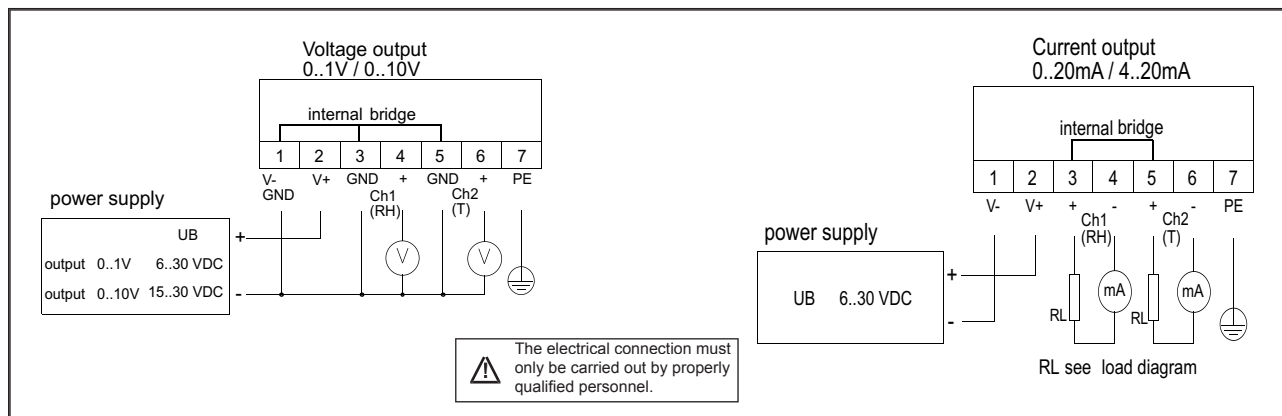 Voltage output
0..1V / 0..10V
internal bridge
1 2 3 4 5 6 7
V- V+ GND + GND + PE
GND Ch1 Ch2
(RH) (T)
power supply
UB +
output 0..1V 6..30 VDC
output 0..10V 15..30 VDC -
V V
The electrical connection must
only be carried out by properly
qualified personnel.
Current output
0..20mA / 4..20mA
internal bridge
1 2 3 4 5 6 7
V- V+ + - + - PE
Ch1 Ch2
(RH) (T)
power supply
UB 6..30 VDC
+
-
RL mA RL mA
RL see load diagram